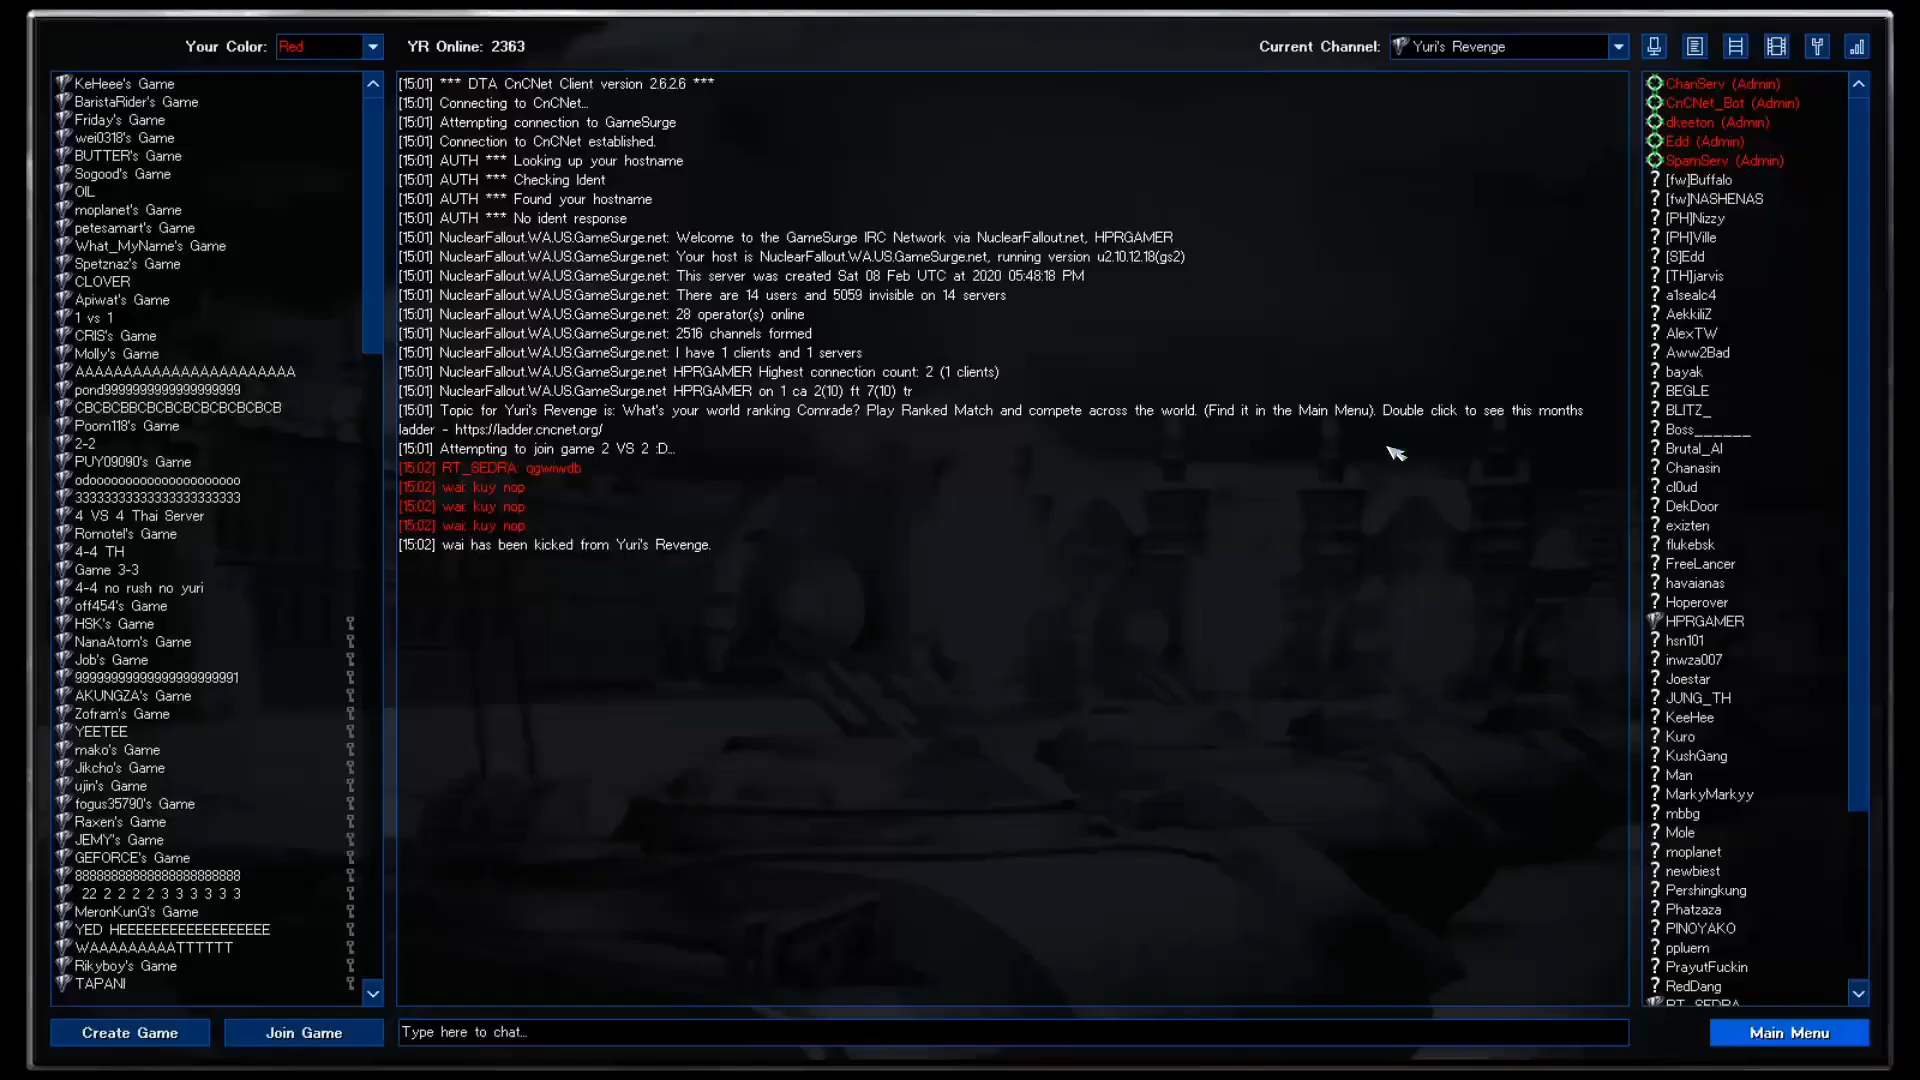 Your Color: Red
YR Online: 2363
Current Channel: Yuri's Revenge
KeHeee's Game
BaristaRider's Game
Friday's Game
wei0318's Game
BUTTER's Game
Sogood's Game
OIL
moplanet's Game
petesamart's Game
What_MyName's Game
Spetznaz's Game
CLOVER
Apiwat's Game
1 vs 1
CRIS's Game
Molly's Game
AAAAAAAAAAAAAAAAAAAAAAA
pond9999999999999999999
CBCBCBBCBCBCBCBCBCBCB
Poom118's Game
2-2
PUY09090's Game
odooooooooooooooooooo
33333333333333333333333
4 VS 4 Thai Server
Romotel's Game
4-4 TH
Game 3-3
4-4 no rush no yuri
off454's Game
HSK's Game
NanaAtom's Game
Job's Game
99999999999999999999991
AKUNGZA's Game
Zofram's Game
YEETEE
mako's Game
Jikcho's Game
ujin's Game
fogus35790's Game
Raxen's Game
JEMY's Game
GEFORCE's Game
88888888888888888888888
22 2 2 2 2 3 3 3 3 3 3
MeronKunG's Game
YED HEEEEEEEEEEEEEEEEEEE
WAAAAAAAAATTTTTT
Rikyboy's Game
TAPANI
[15:01] *** DTA CnCNet Client version 2.6.2.6 ***
[15:01] Connecting to CnCNet...
[15:01] Attempting connection to GameSurge
[15:01] Connection to CnCNet established.
[15:01] AUTH *** Looking up your hostname
[15:01] AUTH *** Checking Ident
[15:01] AUTH *** Found your hostname
[15:01] AUTH *** No ident response
[15:01] NuclearFallout.WA.US.GameSurge.net: Welcome to the GameSurge IRC Network via NuclearFallout.net, HPRGAMER
[15:01] NuclearFallout.WA.US.GameSurge.net: Your host is NuclearFallout.WA.US.GameSurge.net, running version u2.10.12.18(gs2)
[15:01] NuclearFallout.WA.US.GameSurge.net: This server was created Sat 08 Feb UTC at 2020 05:48:18 PM
[15:01] NuclearFallout.WA.US.GameSurge.net: There are 14 users and 5059 invisible on 14 servers
[15:01] NuclearFallout.WA.US.GameSurge.net: 28 operator(s) online
[15:01] NuclearFallout.WA.US.GameSurge.net: 2516 channels formed
[15:01] NuclearFallout.WA.US.GameSurge.net: I have 1 clients and 1 servers
[15:01] NuclearFallout.WA.US.GameSurge.net HPRGAMER Highest connection count: 2 (1 clients)
[15:01] NuclearFallout.WA.US.GameSurge.net HPRGAMER on 1 ca 2(10) ft 7(10) tr
[15:01] Topic for Yuri's Revenge is: What's your world ranking Comrade? Play Ranked Match and compete across the world. (Find it in the Main Menu). Double click to see this months
ladder - https://ladder.cncnet.org/
[15:01] Attempting to join game 2 VS 2 :D...
[15:02] RT_SEDRA: qgwnwdb
[15:02] wai: kuy nop
[15:02] wai: kuy nop
[15:02] wai: kuy nop
[15:02] wai has been kicked from Yuri's Revenge.
ChanServ (Admin)
CnCNet_Bot (Admin)
dkeeton (Admin)
Edd (Admin)
SpamServ (Admin)
[fw]Buffalo
[fw]NASHENAS
[PH]Nizzy
[PH]Ville
[S]Edd
[TH]jarvis
a1sealc4
AekkiliZ
AlexTW
Aww2Bad
bayak
BEGLE
BLITZ_
Boss______
Brutal_AI
Chanasin
cl0ud
DekDoor
exizten
flukebsk
FreeLancer
havaianas
Hoperover
HPRGAMER
hsn101
inwza007
Joestar
JUNG_TH
KeeHee
Kuro
KushGang
Man
MarkyMarkyy
mbbg
Mole
moplanet
newbiest
Pershingkung
Phatzaza
PINOYAKO
ppluem
PrayutFuckin
RedDang
RT_SEDRA
Create Game
Join Game
Type here to chat...
Main Menu